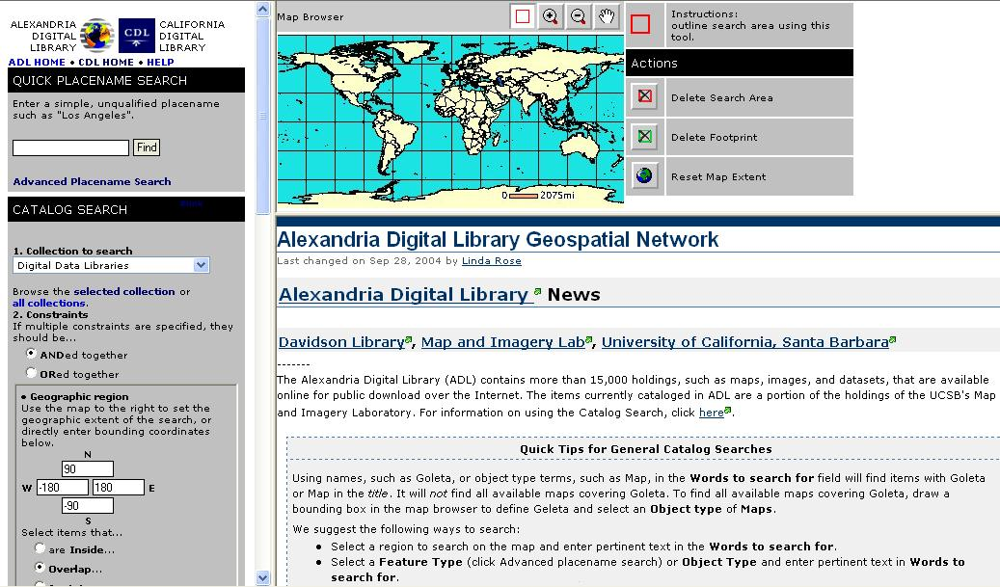 ALEXANDRIA DIGITAL LIBRARY
CDL
CALIFORNIA DIGITAL LIBRARY
ADL HOME • CDL HOME • HELP
QUICK PLACENAME SEARCH
Enter a simple, unqualified placename
such as "Los Angeles".
Find
Advanced Placename Search
CATALOG SEARCH
1. Collection to search
Digital Data Libraries
Browse the selected collection or
all collections.
2. Constraints
If multiple constraints are specified, they
should be...
ANDed together
ORed together
• Geographic region
Use the map to the right to set the
geographic extent of the search, or
directly enter bounding coordinates
below.
N
90
W -180 180 E
-90
S
Select items that...
are Inside...
Overlap...
Map Browser
0 2075mi
Instructions:
outline search area using this
tool.
Actions
Delete Search Area
Delete Footprint
Reset Map Extent
Alexandria Digital Library Geospatial Network
Last changed on Sep 28, 2004 by Linda Rose
Alexandria Digital Library News
Davidson Library, Map and Imagery Lab, University of California, Santa Barbara
-------
The Alexandria Digital Library (ADL) contains more than 15,000 holdings, such as maps, images, and datasets, that are available
online for public download over the Internet. The items currently cataloged in ADL are a portion of the holdings of the UCSB's Map
and Imagery Laboratory. For information on using the Catalog Search, click here.
Quick Tips for General Catalog Searches
Using names, such as Goleta, or object type terms, such as Map, in the Words to search for field will find items with Goleta
or Map in the title. It will not find all available maps covering Goleta. To find all available maps covering Goleta, draw a
bounding box in the map browser to define Geleta and select an Object type of Maps.
We suggest the following ways to search:
• Select a region to search on the map and enter pertinent text in the Words to search for.
• Select a Feature Type (click Advanced placename search) or Object Type and enter pertinent text in Words to
search for.